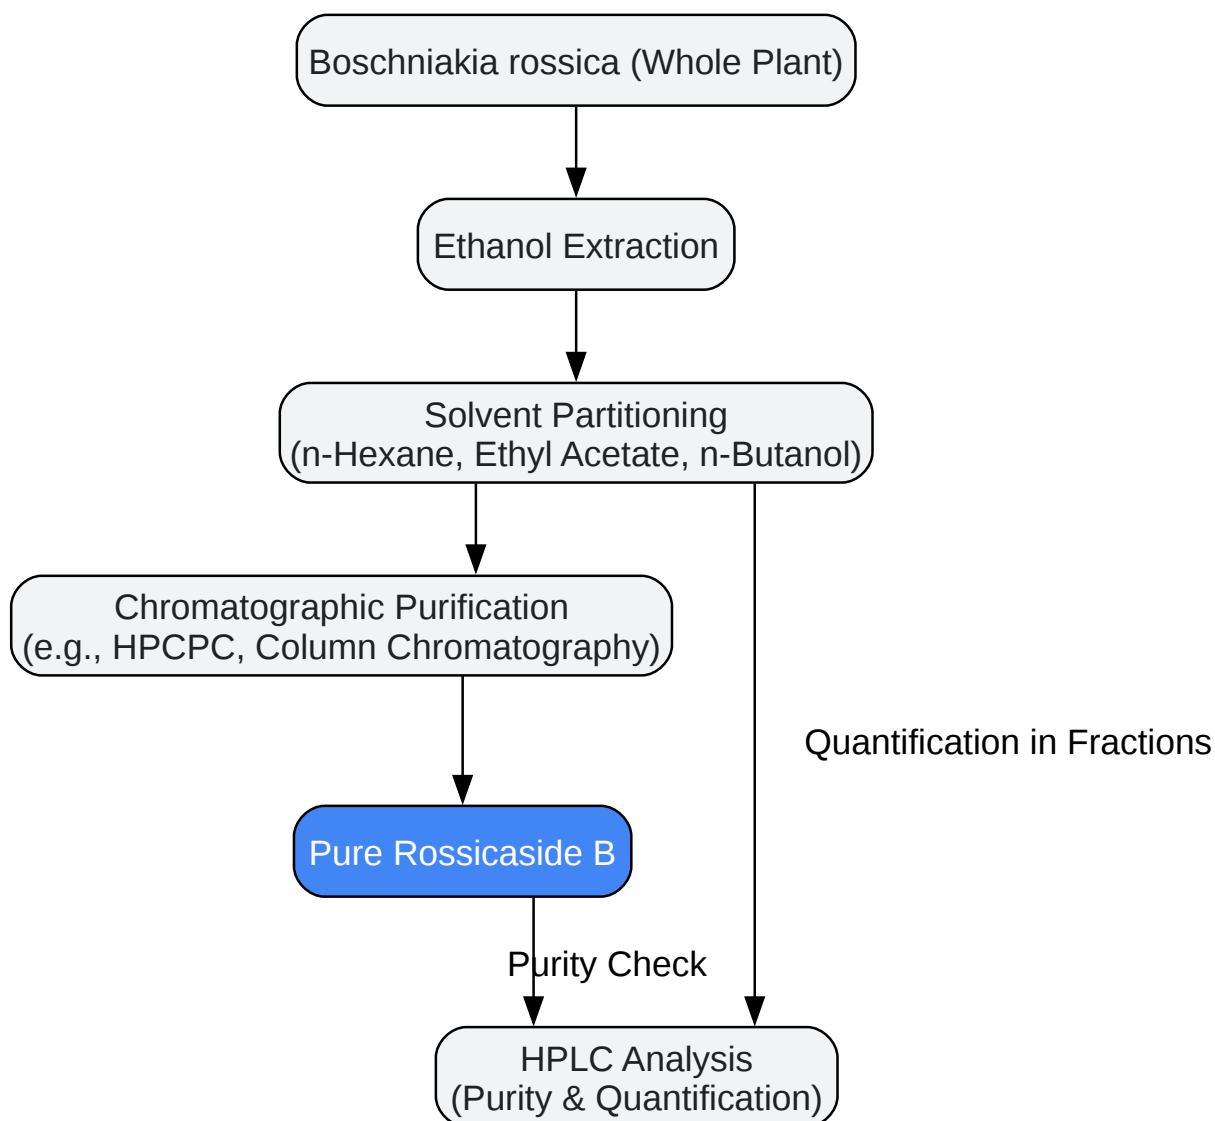 Boschniakia rossica (Whole Plant)
Ethanol Extraction
Solvent Partitioning
(n-Hexane, Ethyl Acetate, n-Butanol)
Chromatographic Purification
(e.g., HPCPC, Column Chromatography)
Quantification in Fractions
Pure Rossicaside B
Purity Check
HPLC Analysis
(Purity & Quantification)